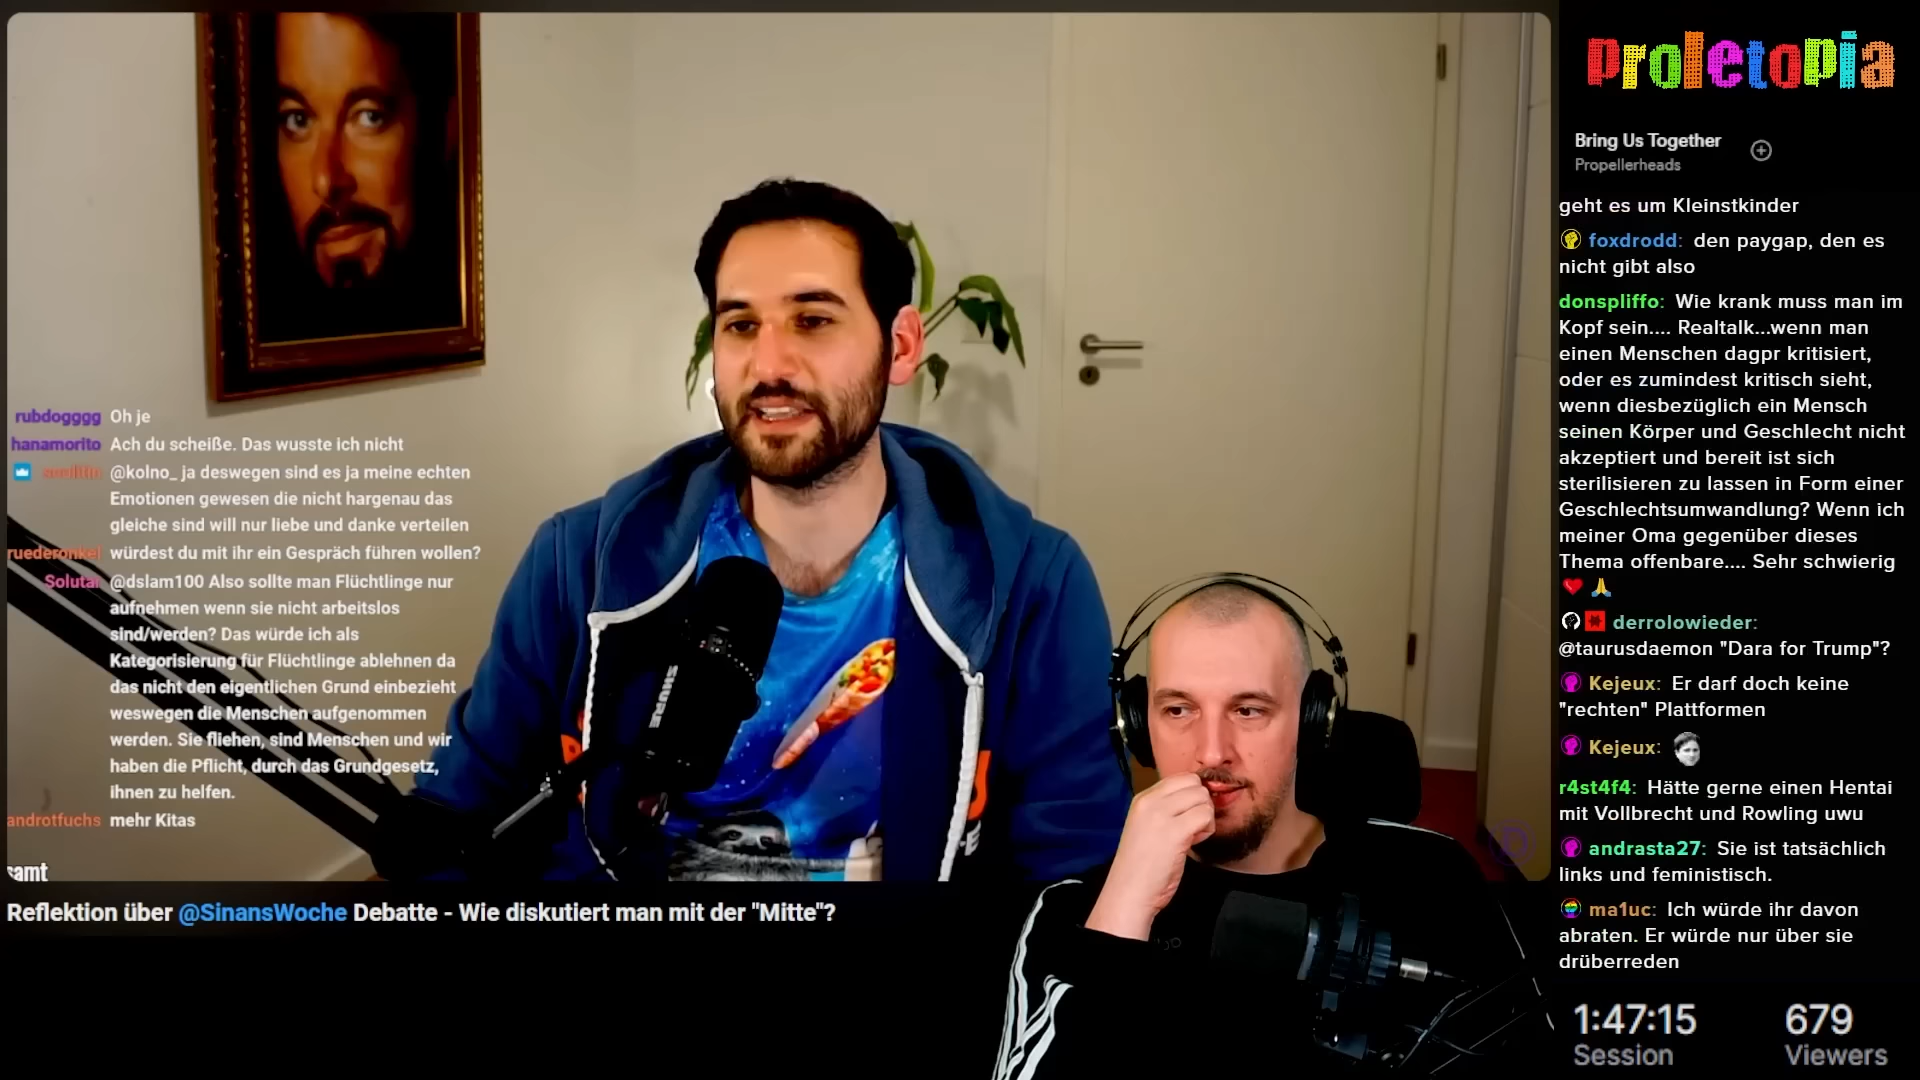 Proletopia
Bring Us Together
Propellerheads
geht es um Kleinstkinder
foxdrodd: den paygap, den es
nicht gibt also
donspliffo: Wie krank muss man im
Kopf sein.... Realtalk...wenn man
einen Menschen dagpr kritisiert,
oder es zumindest kritisch sieht,
wenn diesbezüglich ein Mensch
seinen Körper und Geschlecht nicht
akzeptiert und bereit ist sich
sterilisieren zu lassen in Form einer
Geschlechtsumwandlung? Wenn ich
meiner Oma gegenüber dieses
Thema offenbare.... Sehr schwierig
derrolowieder:
@taurusdaemon "Dara for Trump"?
Kejeux: Er darf doch keine
"rechten" Plattformen
Kejeux:
r4st4f4: Hätte gerne einen Hentai
mit Vollbrecht und Rowling uwu
andrasta27: Sie ist tatsächlich
links und feministisch.
ma1uc: Ich würde ihr davon
abraten. Er würde nur über sie
drüberreden
1:47:15 679
Session Viewers
rubdogggg Oh je
hanamorito Ach du scheiße. Das wusste ich nicht
@kolno_ ja deswegen sind es ja meine echten
Emotionen gewesen die nicht hargenau das
gleiche sind will nur liebe und danke verteilen
ruederonkel würdest du mit ihr ein Gespräch führen wollen?
Solutar @dslam100 Also sollte man Flüchtlinge nur
aufnehmen wenn sie nicht arbeitslos
sind/werden? Das würde ich als
Kategorisierung für Flüchtlinge ablehnen da
das nicht den eigentlichen Grund einbezieht
weswegen die Menschen aufgenommen
werden. Sie fliehen, sind Menschen und wir
haben die Pflicht, durch das Grundgesetz,
ihnen zu helfen.
androtfuchs mehr Kitas
samt
SHURE
Reflektion über @SinansWoche Debatte - Wie diskutiert man mit der "Mitte"?